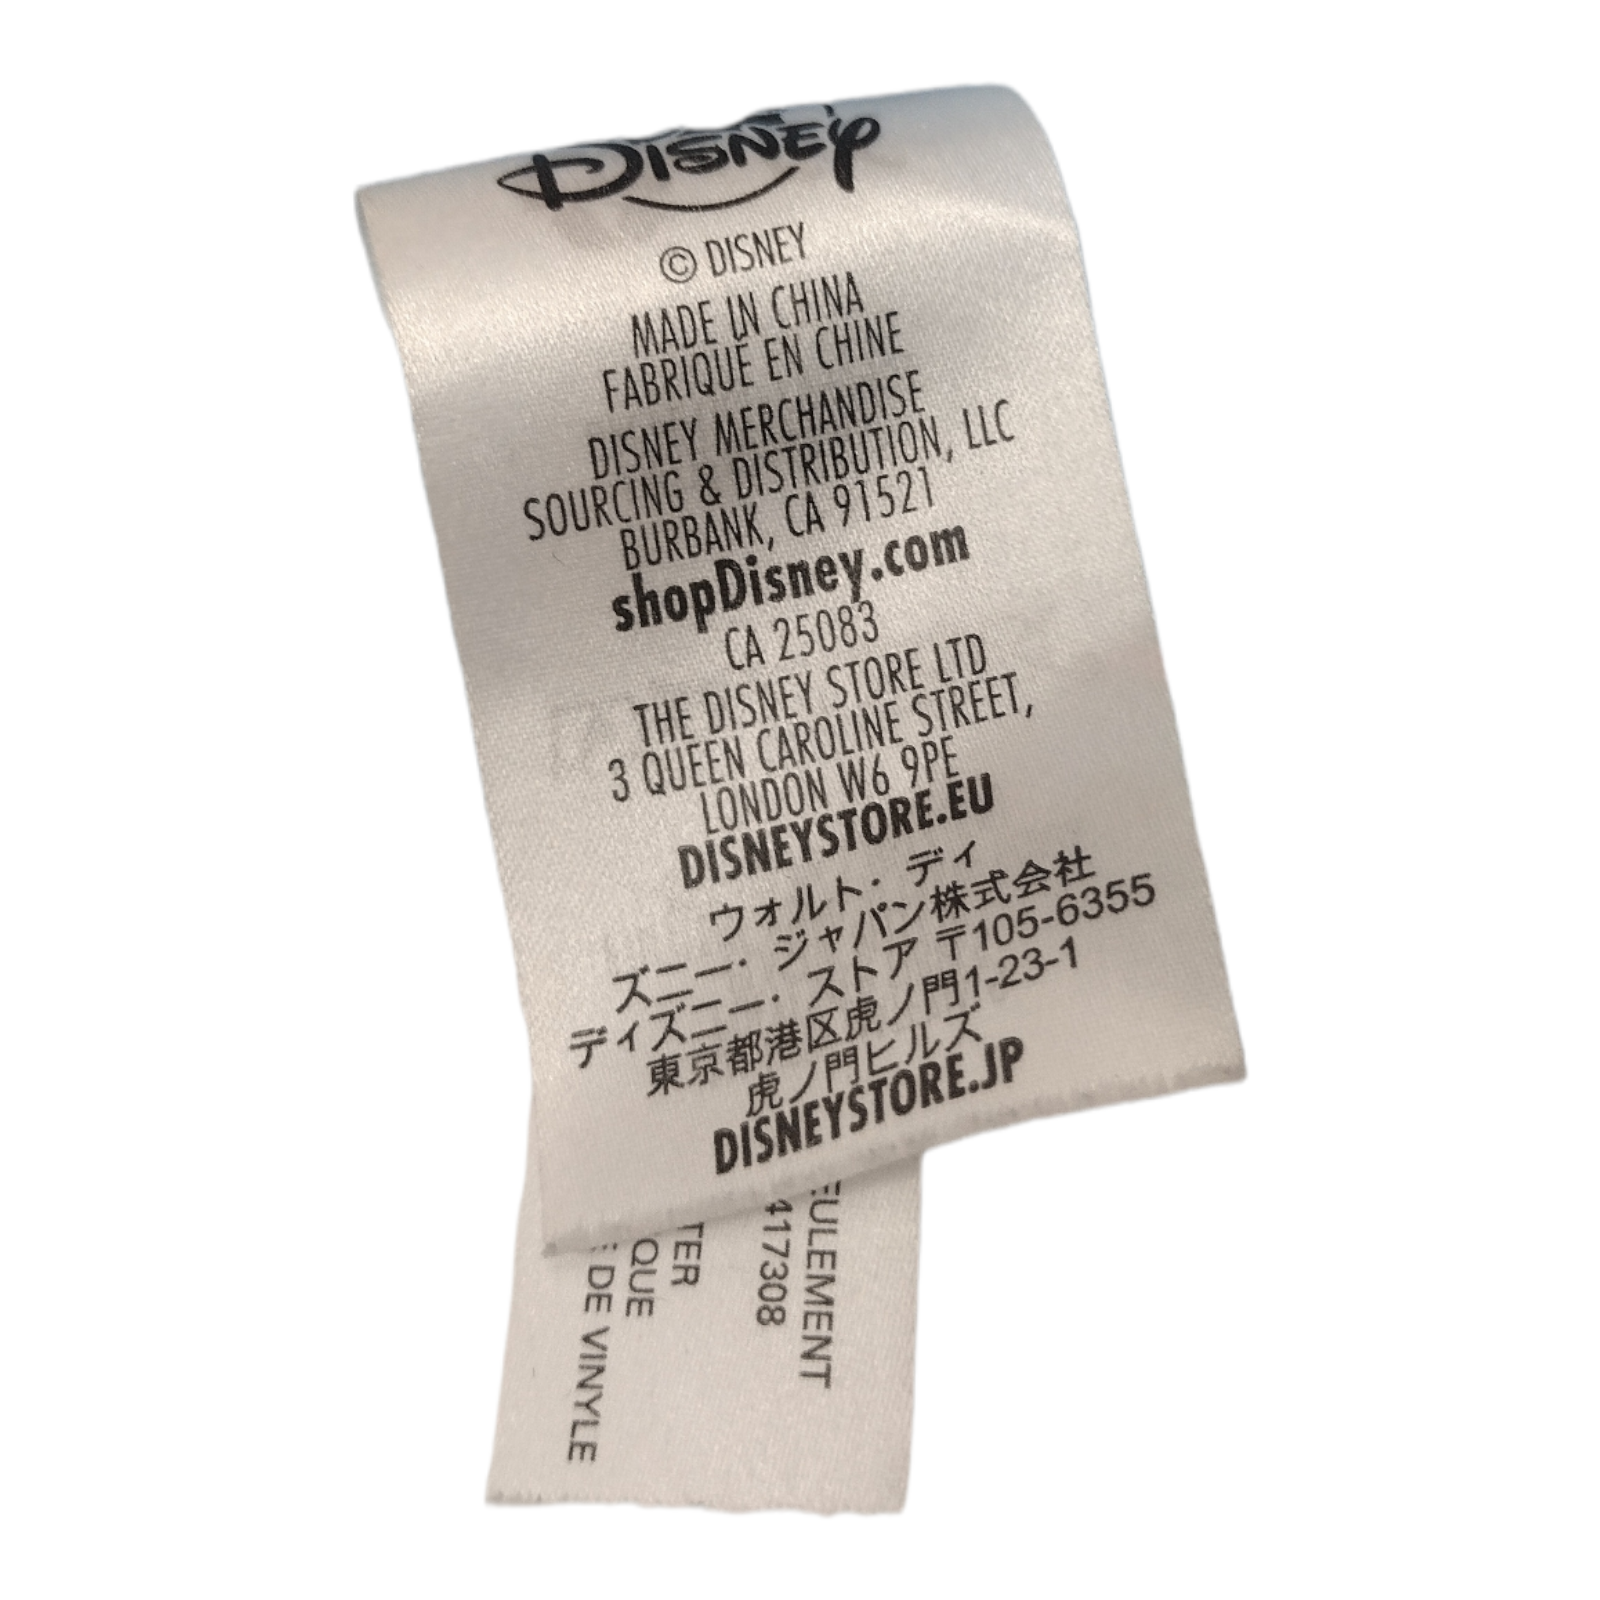 DISNEY
© DISNEY
MADE IN CHINA
FABRIQUÉ EN CHINE
DISNEY MERCHANDISE
SOURCING & DISTRIBUTION, LLC
BURBANK, CA 91521
shopDisney.com
CA 25083
THE DISNEY STORE LTD
3 QUEEN CAROLINE STREET,
LONDON W6 9PE
DISNEYSTORE.EU
ウォルト・ディ
ズニー・ジャパン株式会社
ディズニー・ストア 〒105-6355
東京都港区虎ノ門1-23-1
虎ノ門ヒルズ
DISNEYSTORE.JP
EULEMENT
417308
TER
QUE
DE VINYLE